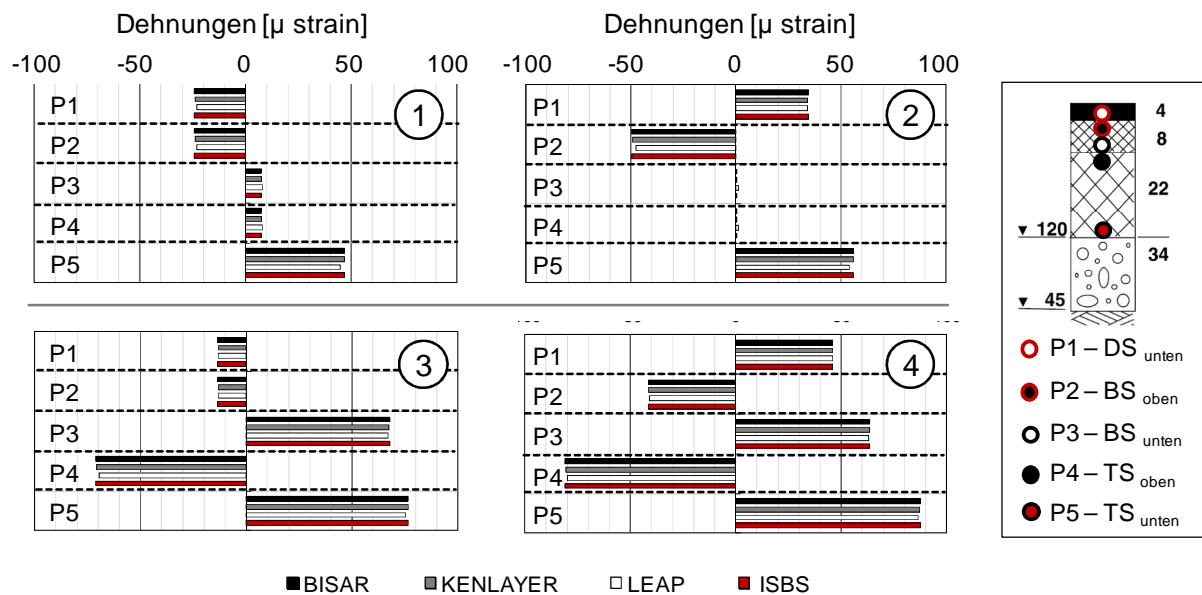 Dehnungen [µ strain]
-100 -50 0 50 100
P1
P2
P3
P4
P5
1
Dehnungen [µ strain]
-100 -50 0 50 100
P1
P2
P3
P4
P5
2
P1
P2
P3
P4
P5
3
P1
P2
P3
P4
P5
4
4
8
22
▼ 120
34
▼ 45
P1 – DS unten
P2 – BS oben
P3 – BS unten
P4 – TS oben
P5 – TS unten
BISAR KENLAYER LEAP ISBS